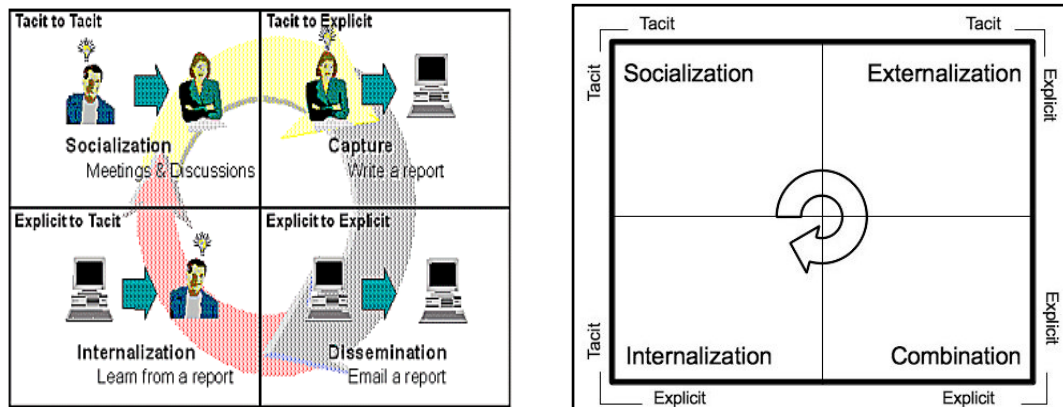 Tacit to Tacit
Socialization
Meetings & Discussions
Tacit to Explicit
Capture
Write a report
Explicit to Tacit
Internalization
Learn from a report
Explicit to Explicit
Dissemination
Email a report
Tacit
Tacit
Tacit
Explicit
Socialization
Externalization
Internalization
Combination
Tacit
Explicit
Explicit
Explicit